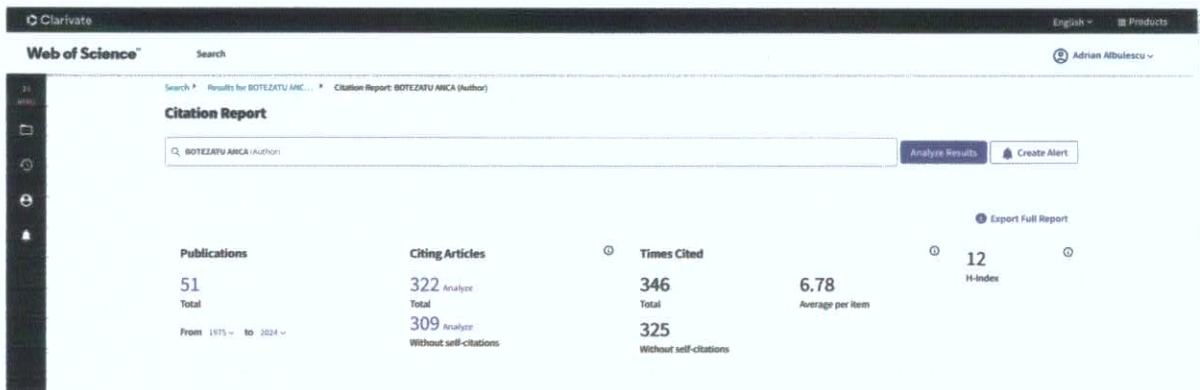 Clarivate
English
Products
Web of Science™
Search
Adrian Albulescu
MENU
Search
Results for BOTEZATU ANC...
Citation Report: BOTEZATU ANCA (Author)
Citation Report
BOTEZATU ANCA (Author)
Analyze Results
Create Alert
Export Full Report
Publications
51
Total
From 1975 to 2024
Citing Articles
322 Analyze
Total
309 Analyze
Without self-citations
Times Cited
346
Total
325
Without self-citations
6.78
Average per item
12
H-Index